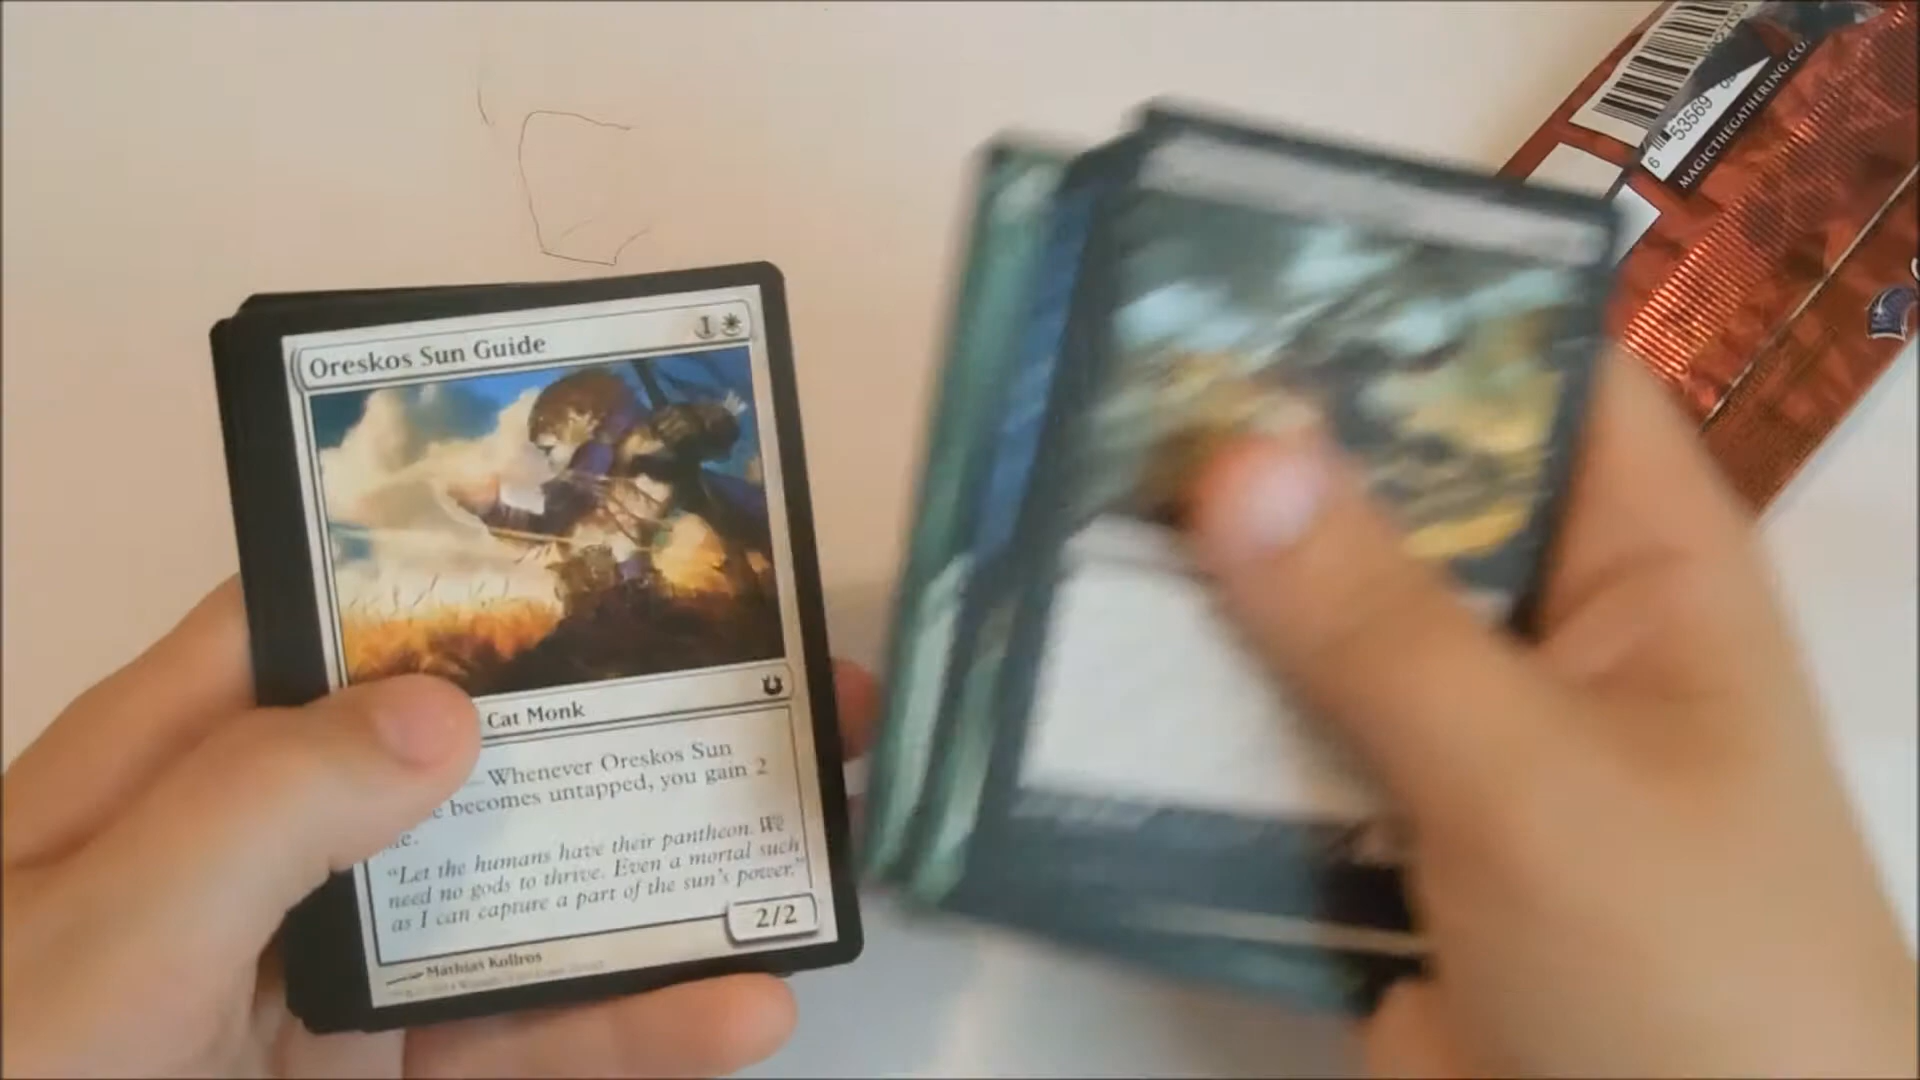 Oreskos Sun Guide
1
Cat Monk
— Whenever Oreskos Sun
e becomes untapped, you gain 2
"Let the humans have their pantheon. We
need no gods to thrive. Even a mortal such
as I can capture a part of the sun's power."
2/2
Mathias Kollros
6 53569
MAGICTHEGATHERING.CO